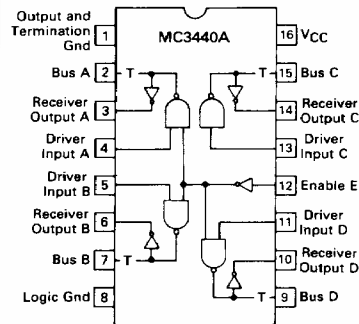 Output and
Termination
Gnd
1
MC3440A
16
VCC
Bus A
2
T
T
15
Bus C
Receiver
Output A
3
14
Receiver
Output C
Driver
Input A
4
13
Driver
Input C
Driver
Input B
5
12
Enable E
Receiver
Output B
6
11
Driver
Input D
Bus B
7
T
10
Receiver
Output D
Logic Gnd
8
T
9
Bus D